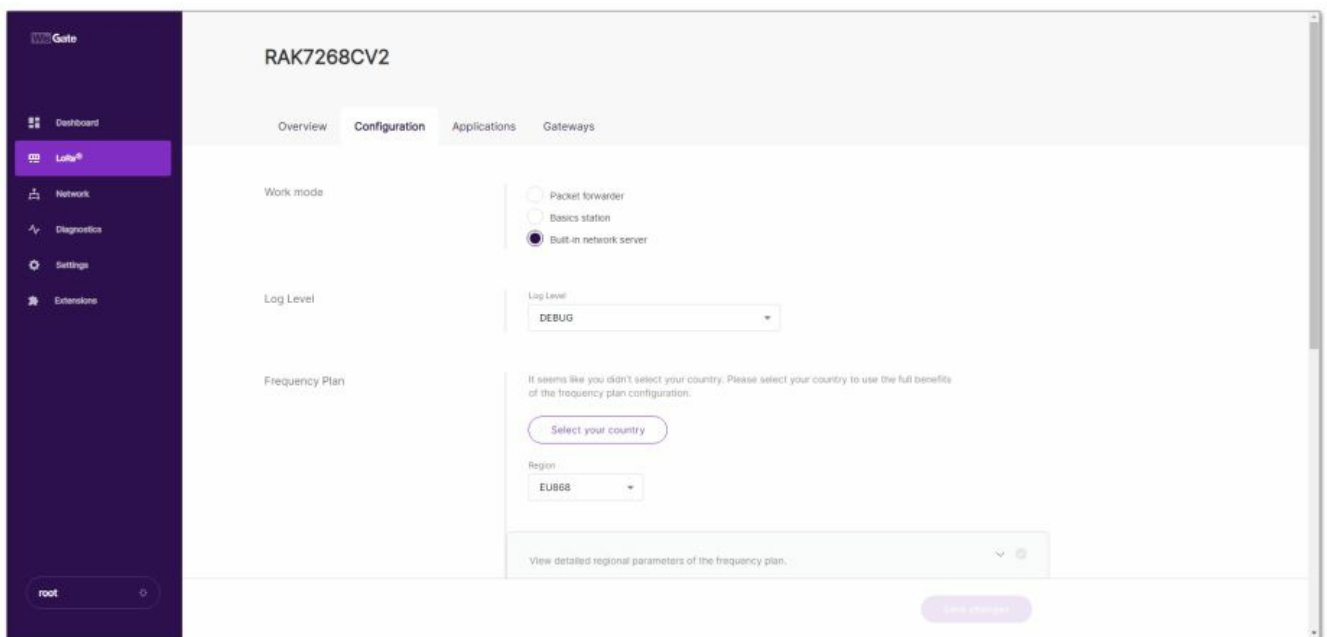 WisGate
RAK7268CV2
Dashboard
LoRa®
Network
Diagnostics
Settings
Extensions
root
Overview
Configuration
Applications
Gateways
Work mode
Packet forwarder
Basics station
Built-in network server
Log Level
Log Level
DEBUG
Frequency Plan
It seems like you didn't select your country. Please select your country to use the full benefits
of the frequency plan configuration.
Select your country
Region
EU868
View detailed regional parameters of the frequency plan.
Save changes